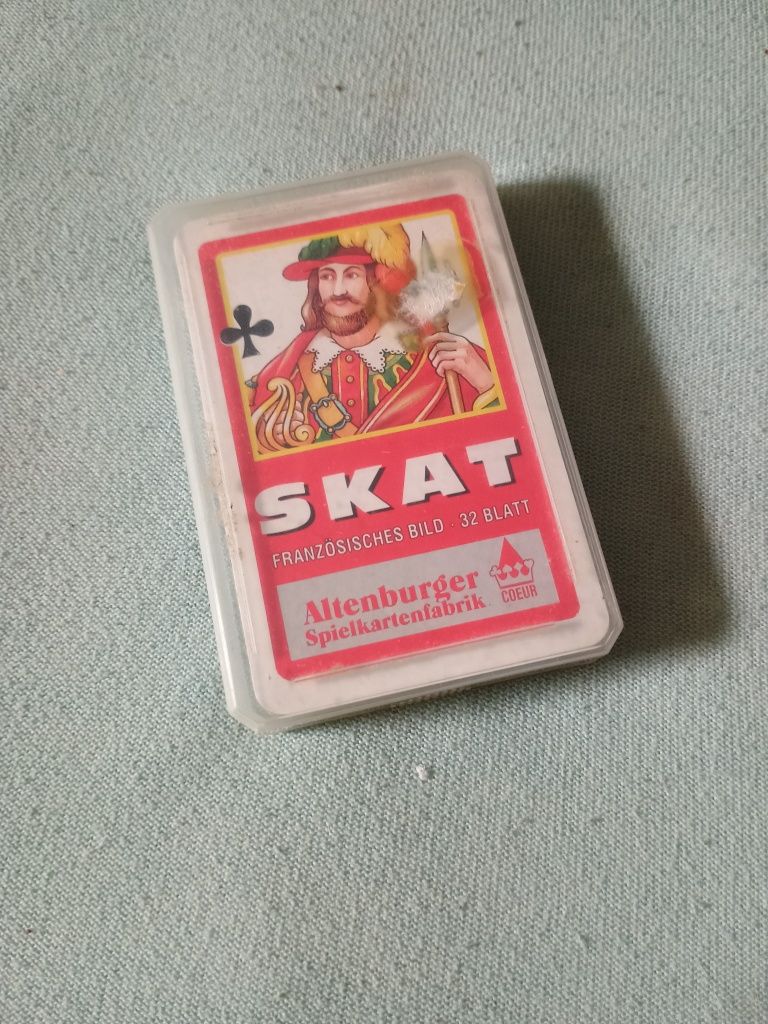 SKAT
FRANZÖSISCHES BILD · 32 BLATT
Altenburger
Spielkartenfabrik
COEUR